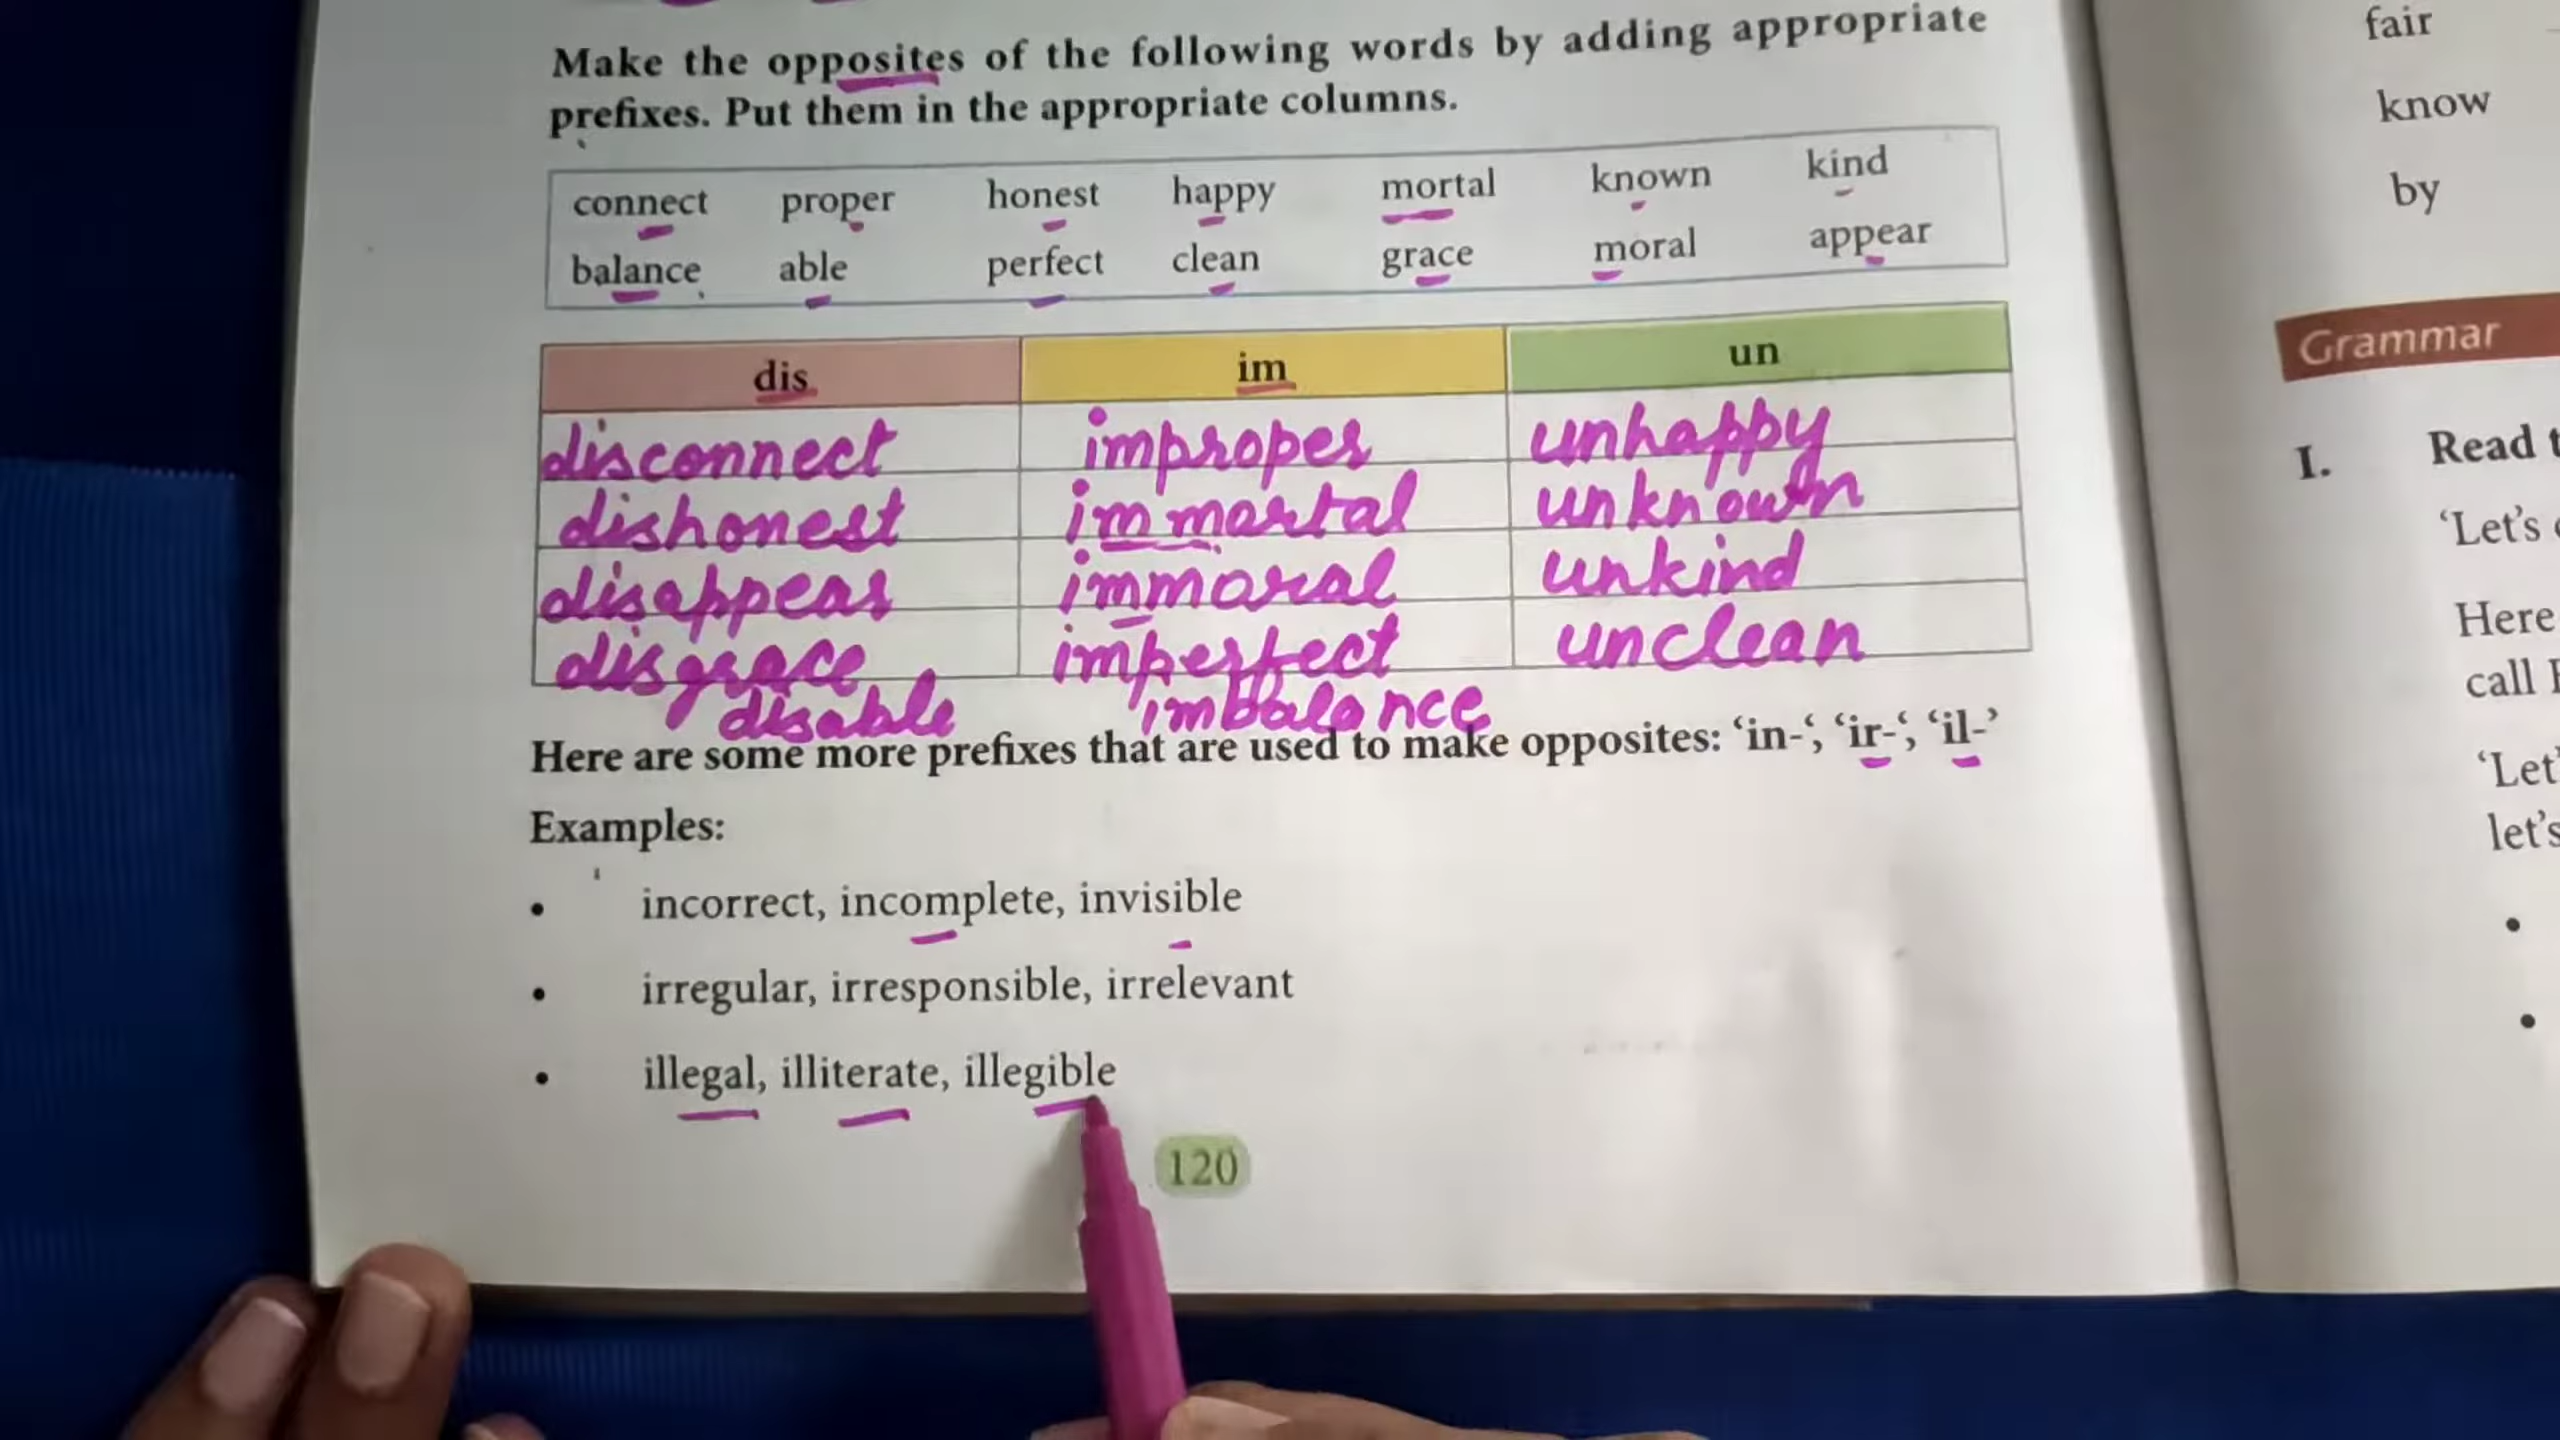 Make the opposites of the following words by adding appropriate
prefixes. Put them in the appropriate columns.
connect proper honest happy mortal known kind
balance able perfect clean grace moral appear
dis im un
disconnect improper unhappy
dishonest immortal unknown
disappear immoral unkind
disgrace imperfect unclean
disable imbalance
Here are some more prefixes that are used to make opposites: ‘in-‘, ‘ir-‘, ‘il-’
Examples:
• incorrect, incomplete, invisible
• irregular, irresponsible, irrelevant
• illegal, illiterate, illegible
120
fair
know
by
Grammar
I. Read
‘Let’s
Here
call
‘Let’
let’s
•
•